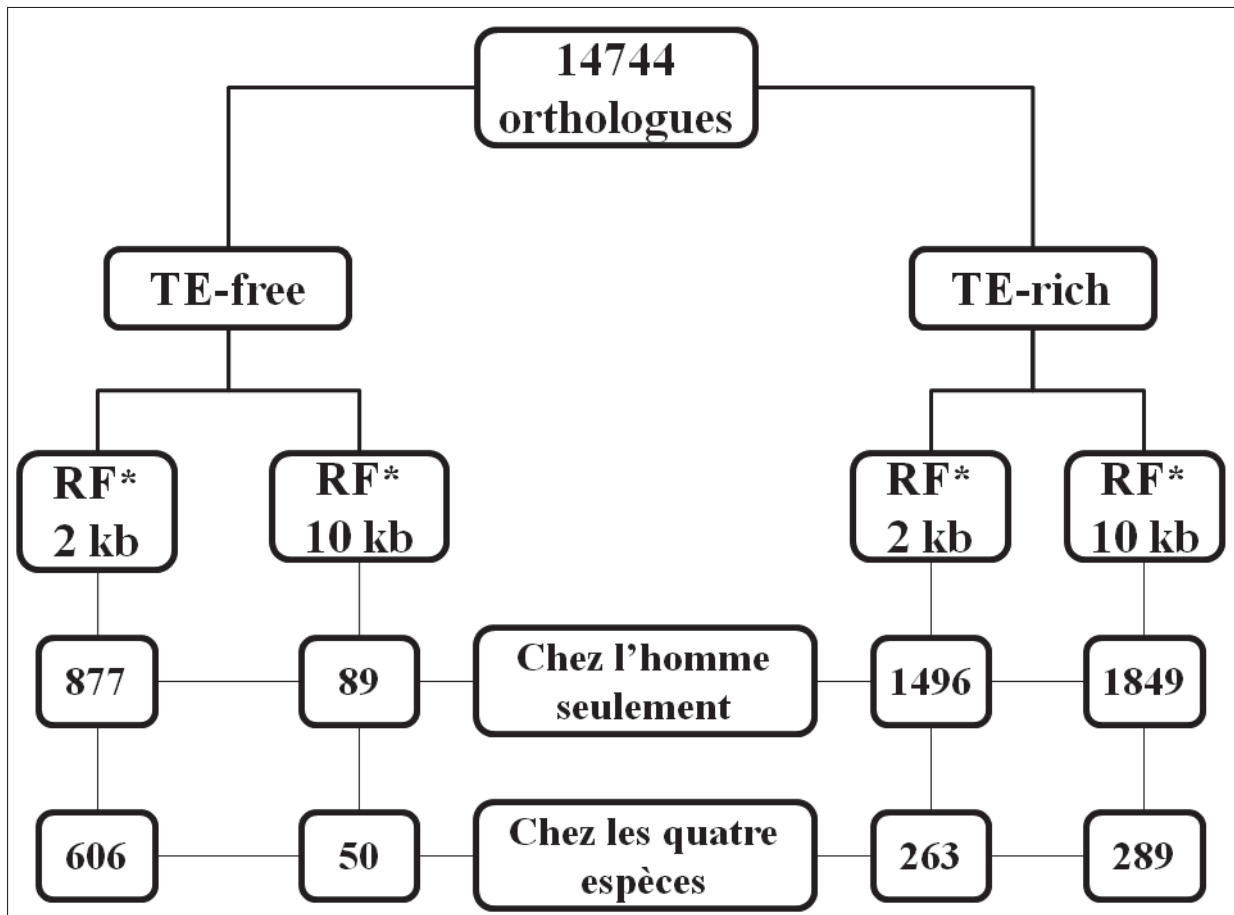 14744
orthologues
TE-free
TE-rich
RF*
2 kb
RF*
10 kb
RF*
2 kb
RF*
10 kb
877
89
Chez l’homme
seulement
1496
1849
606
50
Chez les quatre
espèces
263
289